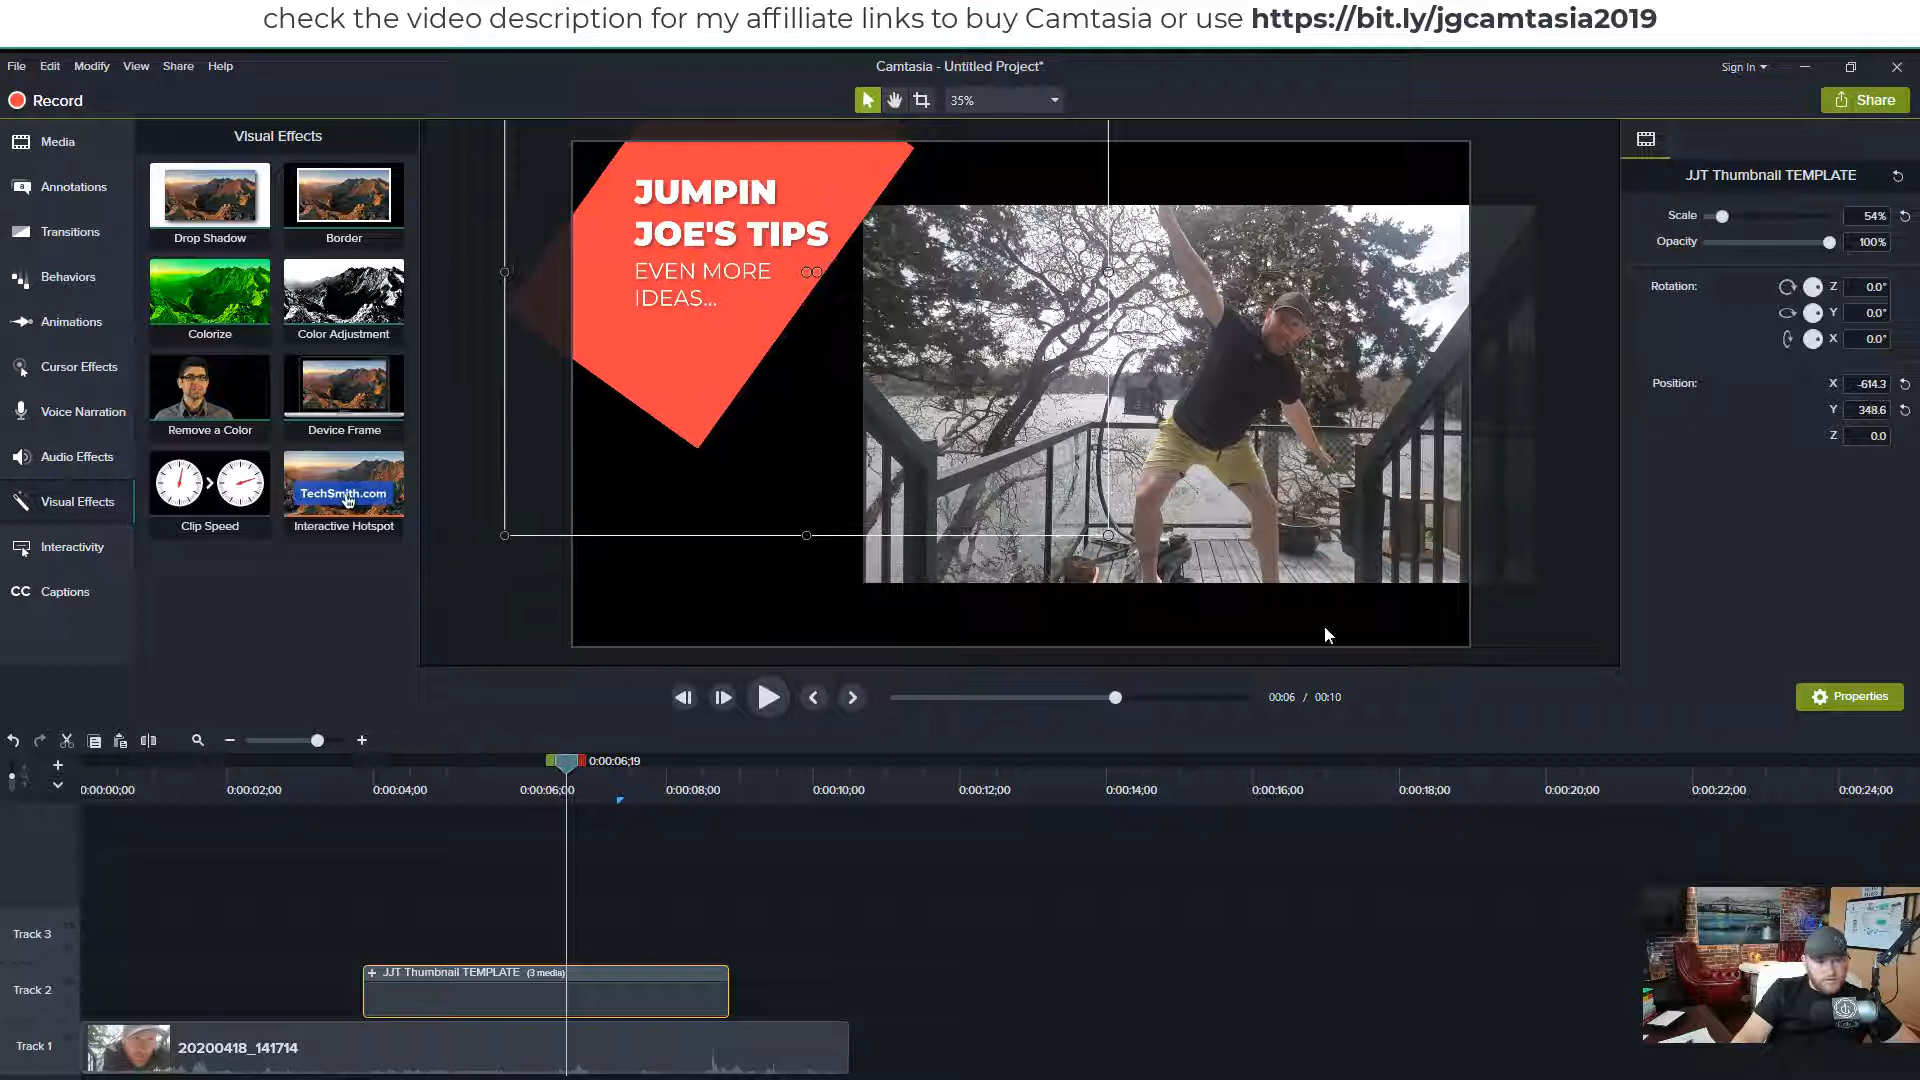 check the video description for my affilliate links to buy Camtasia or use https://bit.ly/jgcamtasia2019
File Edit Modify View Share Help
Camtasia - Untitled Project*
Sign In
Record
35%
Share
Media
Annotations
Transitions
Behaviors
Animations
Cursor Effects
Voice Narration
Audio Effects
Visual Effects
Interactivity
CC Captions
Visual Effects
Drop Shadow
Border
Colorize
Color Adjustment
Remove a Color
Device Frame
TechSmith.com
Clip Speed
Interactive Hotspot
JUMPIN
JOE'S TIPS
EVEN MORE
IDEAS...
JJT Thumbnail TEMPLATE
Scale 54%
Opacity 100%
Rotation: Z 0.0°
Y 0.0°
X 0.0°
Position: X -614.3
Y 348.6
Z 0.0
00:06 / 00:10
Properties
0:00:06;19
0:00:00;00 0:00:02;00 0:00:04;00 0:00:06;00 0:00:08;00 0:00:10;00 0:00:12;00 0:00:14;00 0:00:16;00 0:00:18;00 0:00:20;00 0:00:22;00 0:00:24;00
Track 3
Track 2
+ JJT Thumbnail TEMPLATE (3 media)
Track 1
20200418_141714